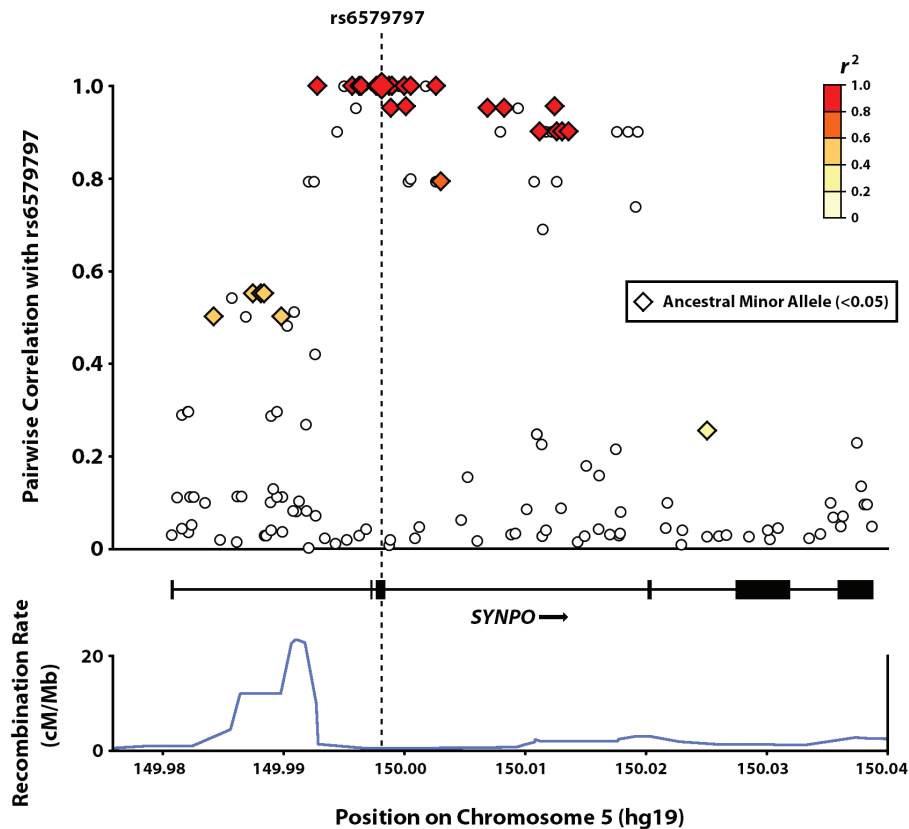 rs6579797
Pairwise Correlation with rs6579797
1.0
0.8
0.6
0.4
0.2
0
r²
1.0
0.8
0.6
0.4
0.2
0
Ancestral Minor Allele (<0.05)
SYNPO
Recombination Rate
(cM/Mb)
20
10
0
149.98
149.99
150.00
150.01
150.02
150.03
150.04
Position on Chromosome 5 (hg19)